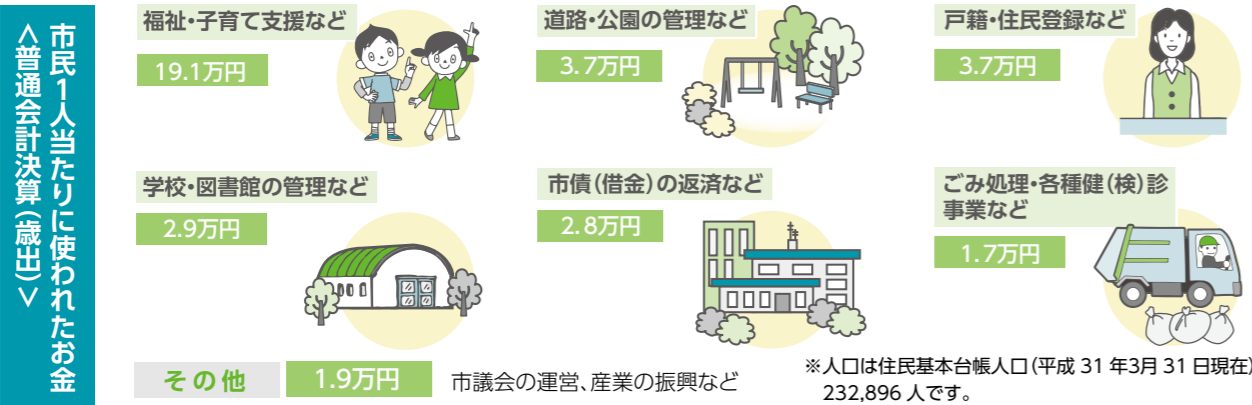 市民1人当たりに使われたお金
＜普通会計決算（歳出）＞
福祉・子育て支援など
19.1万円
道路・公園の管理など
3.7万円
戸籍・住民登録など
3.7万円
学校・図書館の管理など
2.9万円
市債（借金）の返済など
2.8万円
ごみ処理・各種健（検）診
事業など
1.7万円
その他
1.9万円
市議会の運営、産業の振興など
※人口は住民基本台帳人口（平成 31 年3月 31 日現在）
232,896 人です。